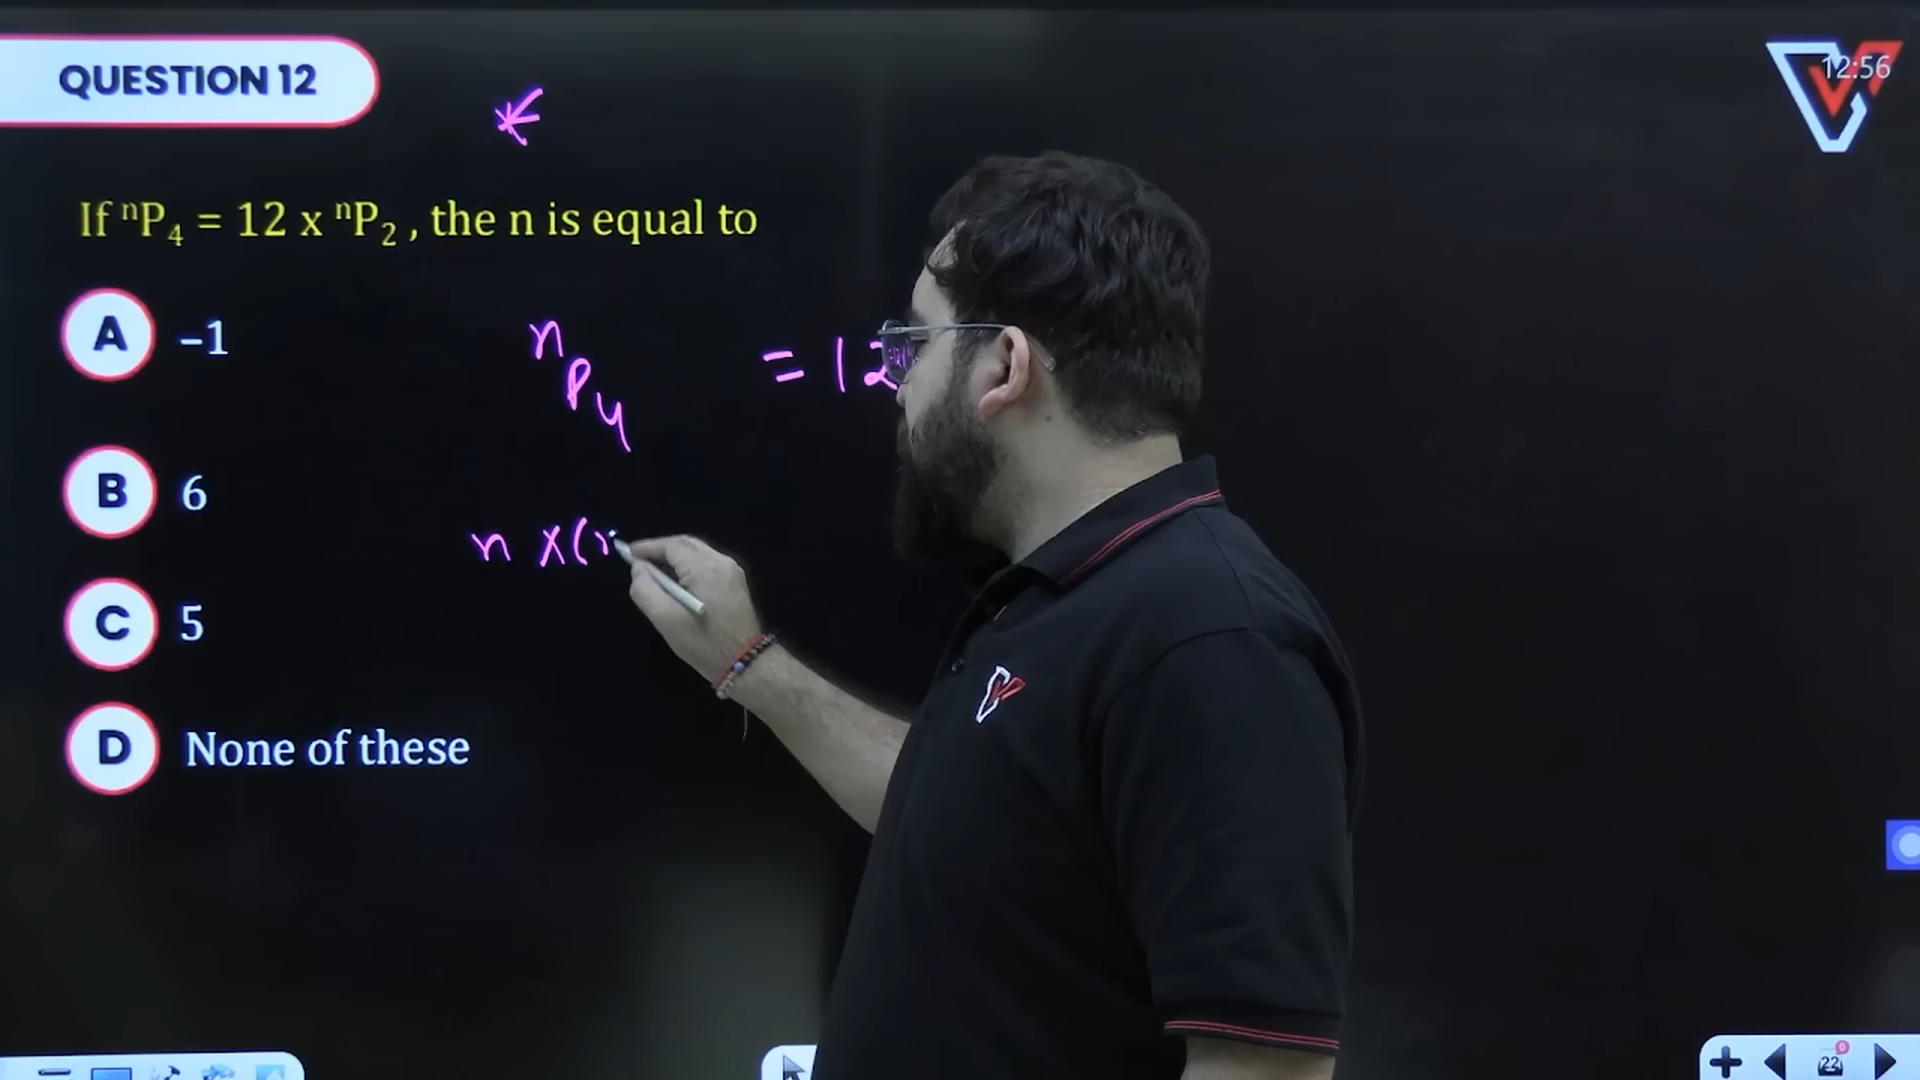 QUESTION 12
12:56
If ⁿP₄ = 12 x ⁿP₂ , the n is equal to
A –1
ⁿP₄ = 12
B 6
n x(n
C 5
D None of these
22